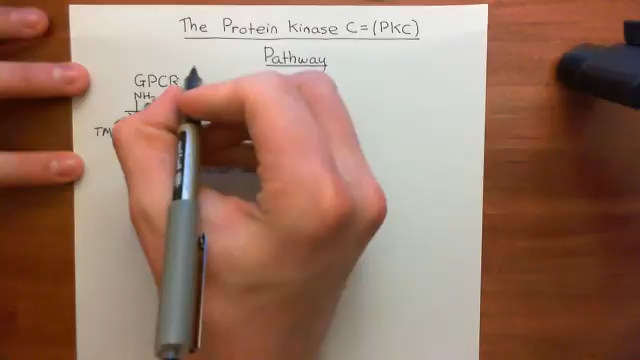 The Protein Kinase C=(PKC)
Pathway
GPCR
NH2
TM